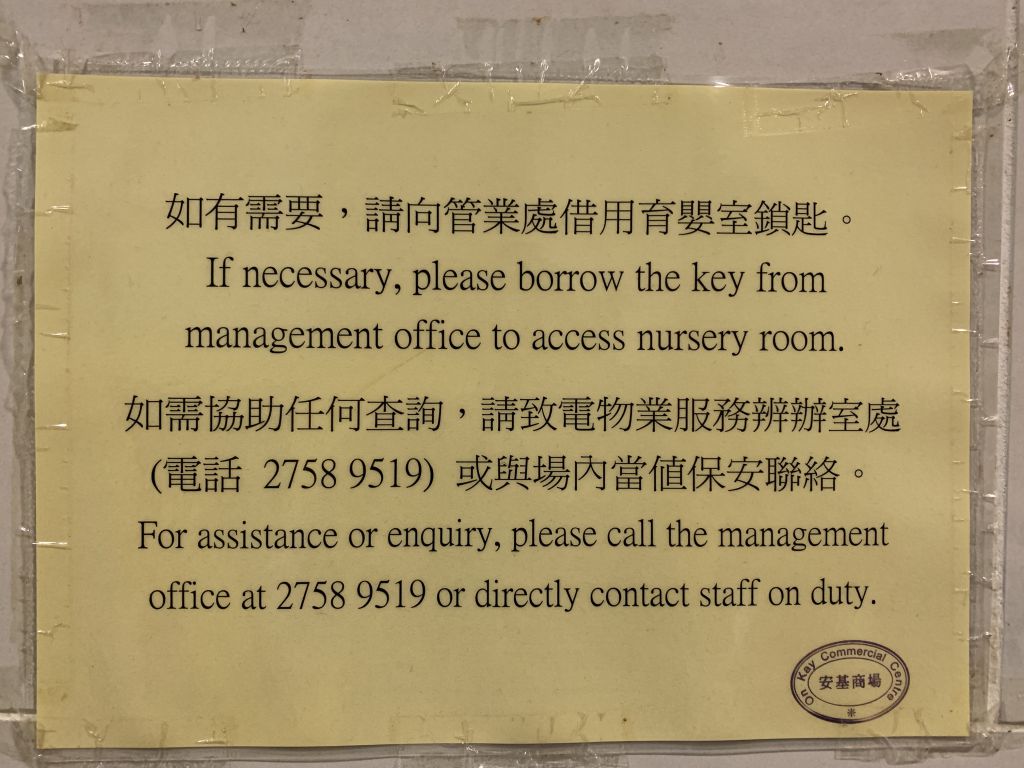 如有需要，請向管業處借用育嬰室鎖匙。
If necessary, please borrow the key from
management office to access nursery room.
如需協助任何查詢，請致電物業服務辨辦室處
(電話 2758 9519) 或與場內當值保安聯絡。
For assistance or enquiry, please call the management
office at 2758 9519 or directly contact staff on duty.
On Kay Commercial Centre
安基商場